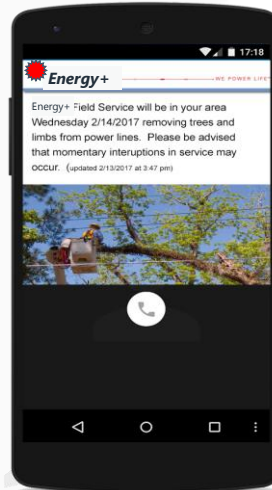 17:18
Energy+
WE POWER LIFE
Energy+ Field Service will be in your area
Wednesday 2/14/2017 removing trees and
limbs from power lines. Please be advised
that momentary interuptions in service may
occur. (updated 2/13/2017 at 3:47 pm)